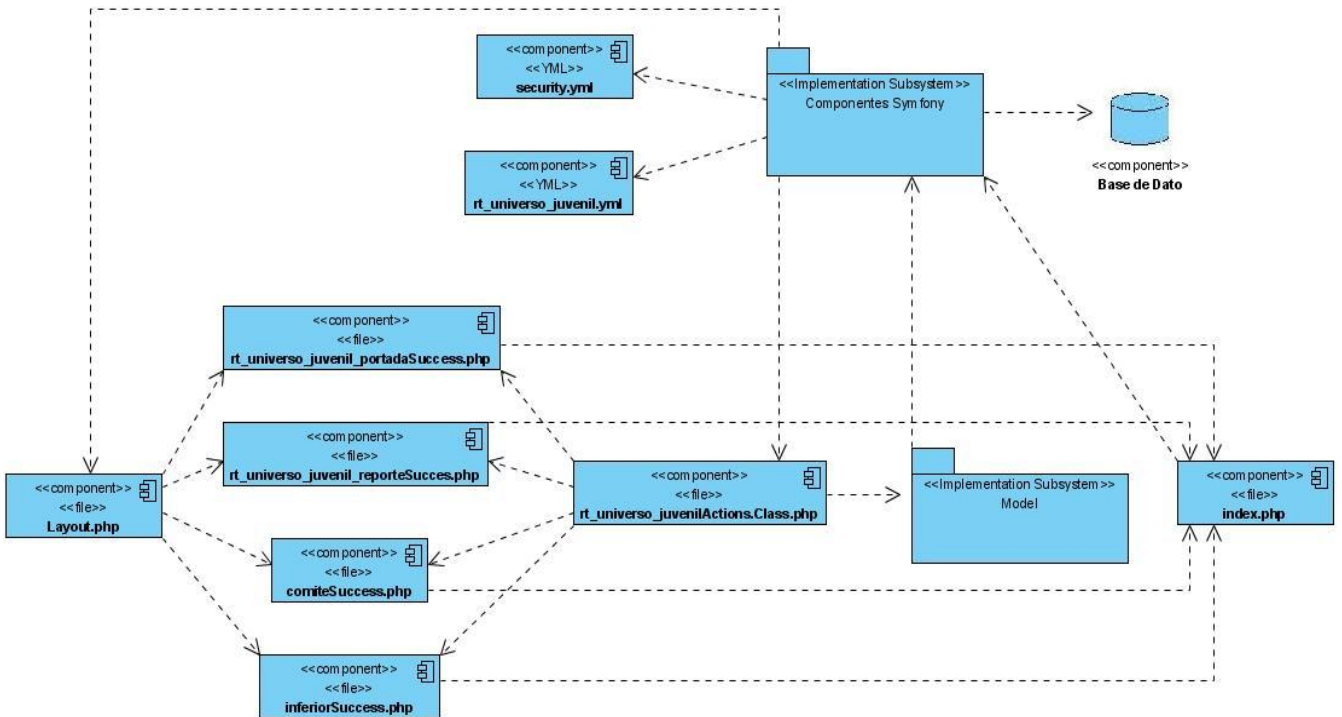 <<component>>
<<YML>>
security.yml
<<Implementation Subsystem>>
Componentes Symfony
<<component>>
Base de Dato
<<component>>
<<YML>>
rt_universo_juvenil.yml
<<component>>
<<file>>
rt_universo_juvenil_portadaSuccess.php
<<component>>
<<file>>
rt_universo_juvenil_reporteSucces.php
<<component>>
<<file>>
Layout.php
<<component>>
<<file>>
rt_universo_juvenilActions.Class.php
<<Implementation Subsystem>>
Model
<<component>>
<<file>>
index.php
<<component>>
<<file>>
comiteSuccess.php
<<component>>
<<file>>
inferiorSuccess.php